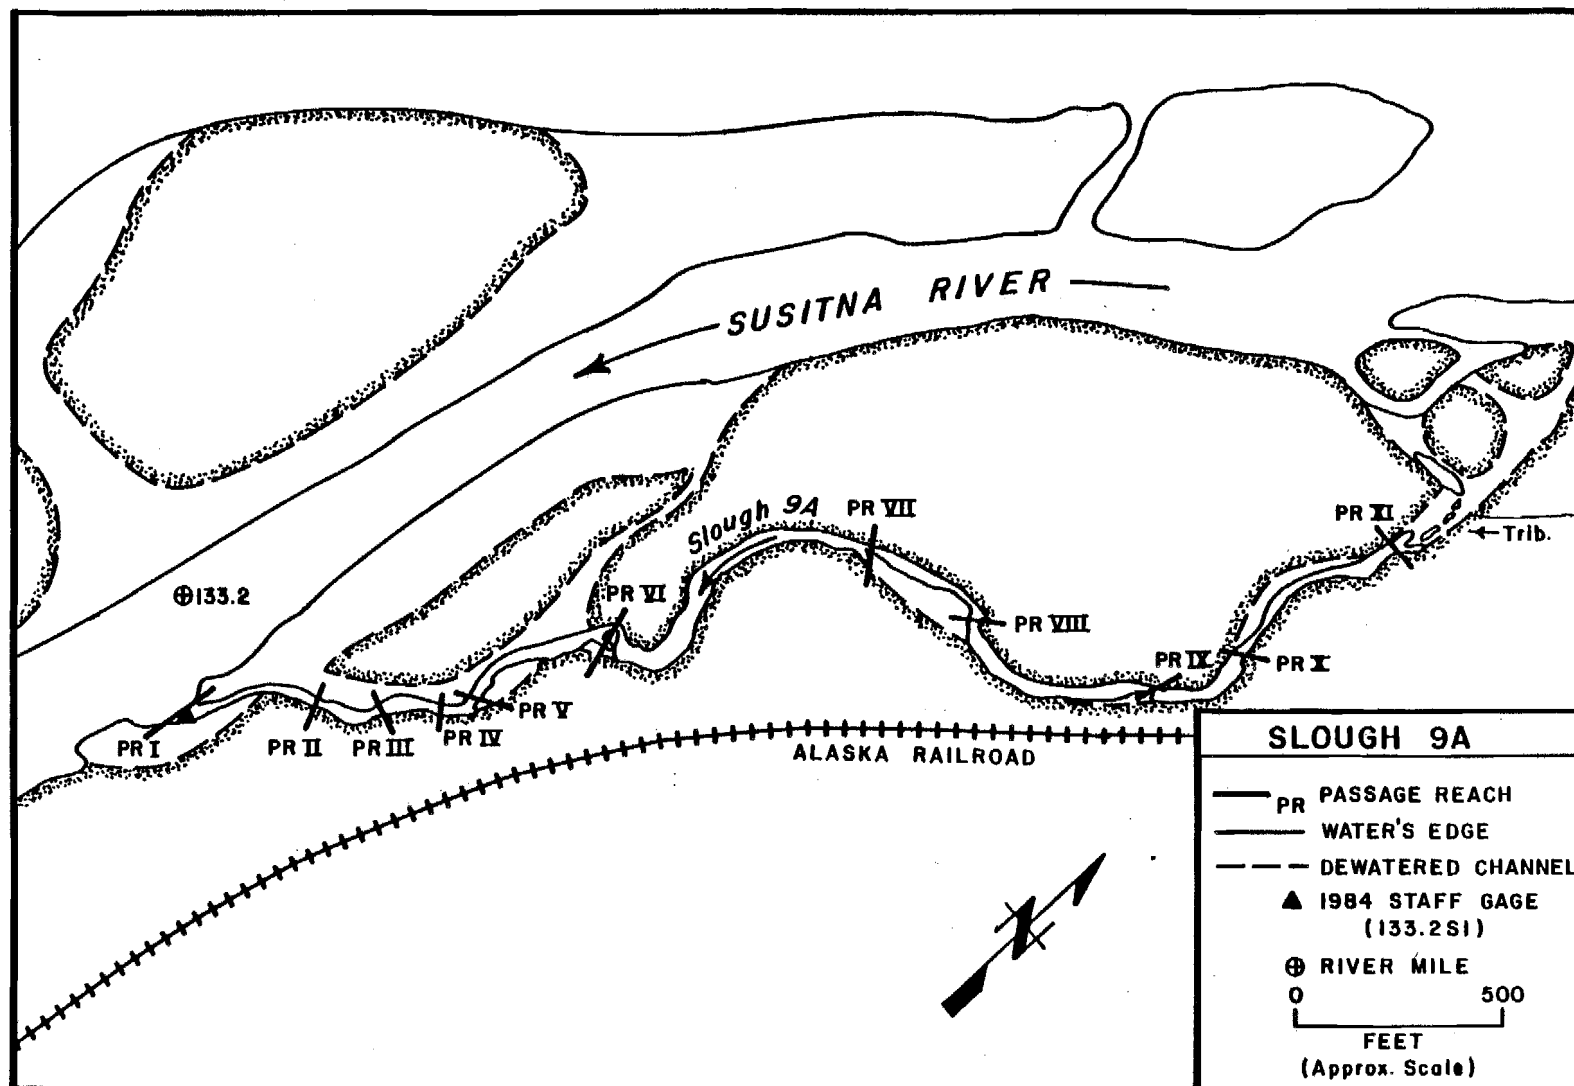 SUSITNA RIVER
Slough 9A
PR VII
PR XI
Trib.
133.2
PR VI
PR VIII
PR IX
PR X
PR I
PR II
PR III
PR IV
PR V
ALASKA RAILROAD
N
SLOUGH 9A
PR PASSAGE REACH
WATER'S EDGE
DEWATERED CHANNEL
1984 STAFF GAGE
(133.2S1)
RIVER MILE
0 500
FEET
(Approx. Scale)